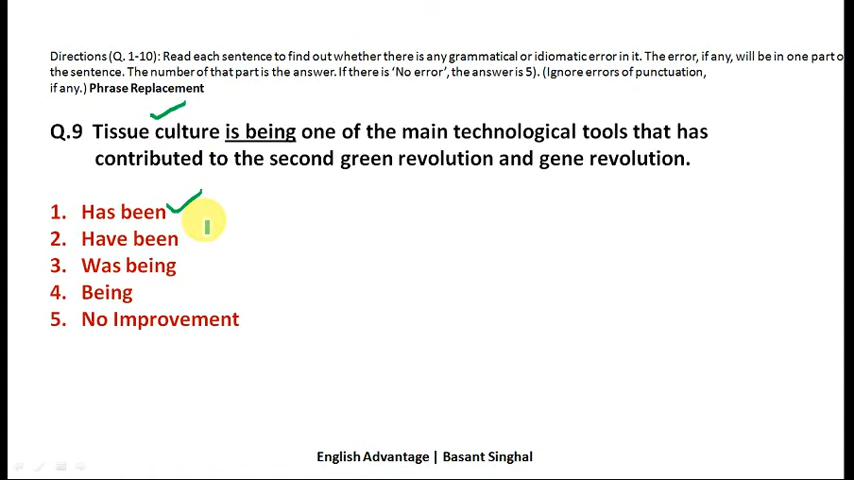 Directions (Q. 1-10): Read each sentence to find out whether there is any grammatical or idiomatic error in it. The error, if any, will be in one part o
the sentence. The number of that part is the answer. If there is 'No error', the answer is 5). (Ignore errors of punctuation,
if any.) Phrase Replacement
Q.9 Tissue culture is being one of the main technological tools that has
contributed to the second green revolution and gene revolution.
1. Has been
2. Have been
3. Was being
4. Being
5. No Improvement
English Advantage | Basant Singhal